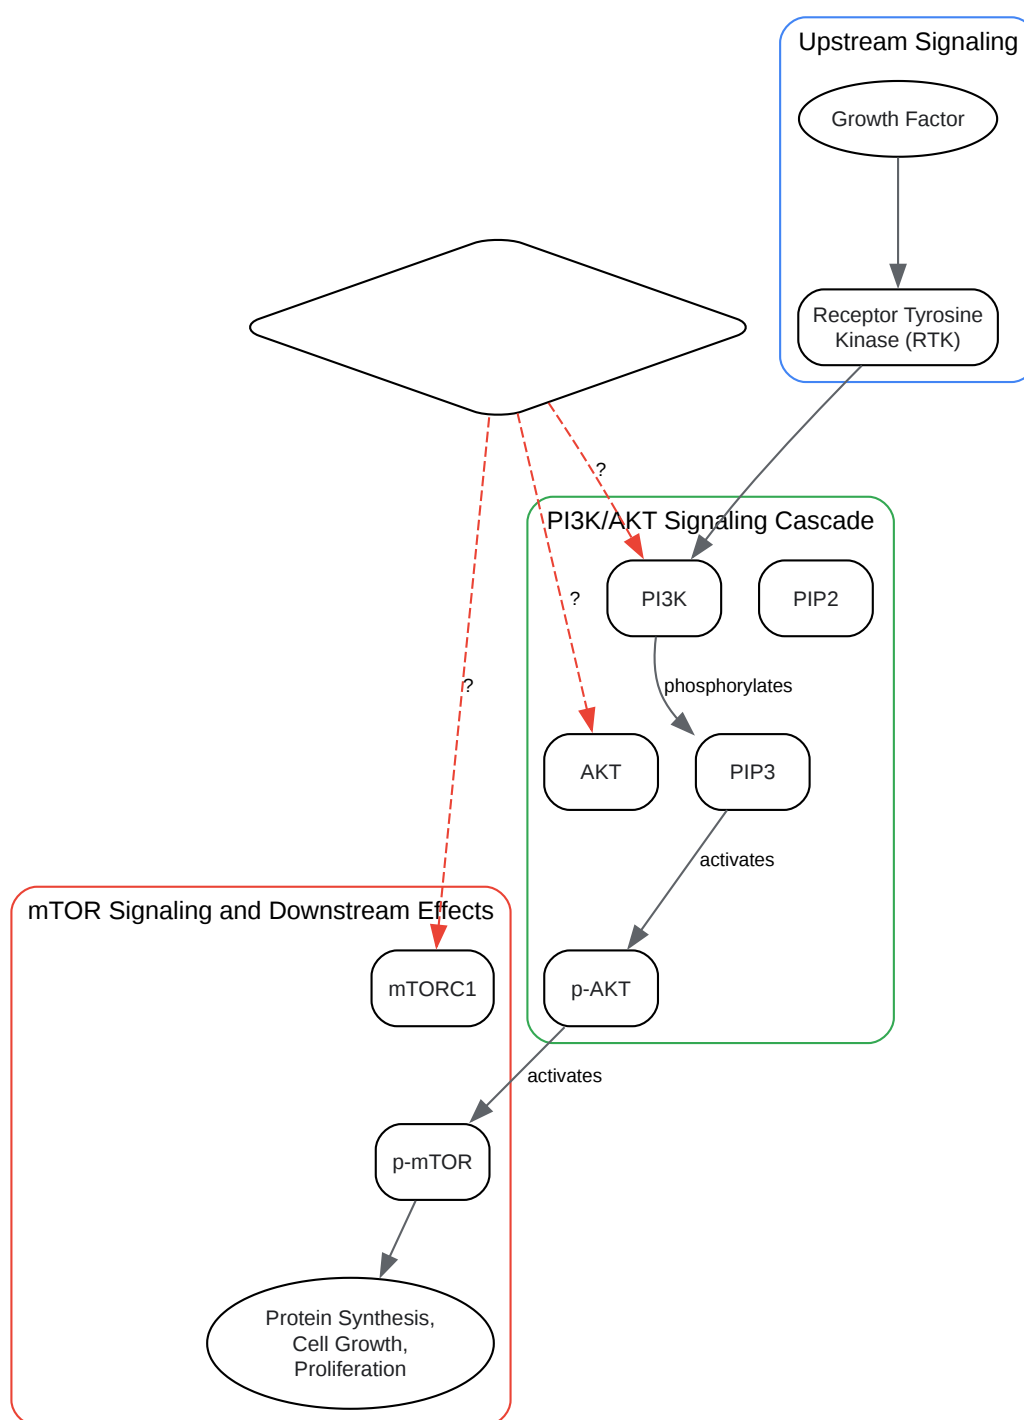 Upstream Signaling
Growth Factor
Receptor Tyrosine
Kinase (RTK)
?
PI3K/AKT Signaling Cascade
PI3K
PIP2
?
?
phosphorylates
AKT
PIP3
activates
mTOR Signaling and Downstream Effects
mTORC1
p-AKT
activates
p-mTOR
Protein Synthesis,
Cell Growth,
Proliferation